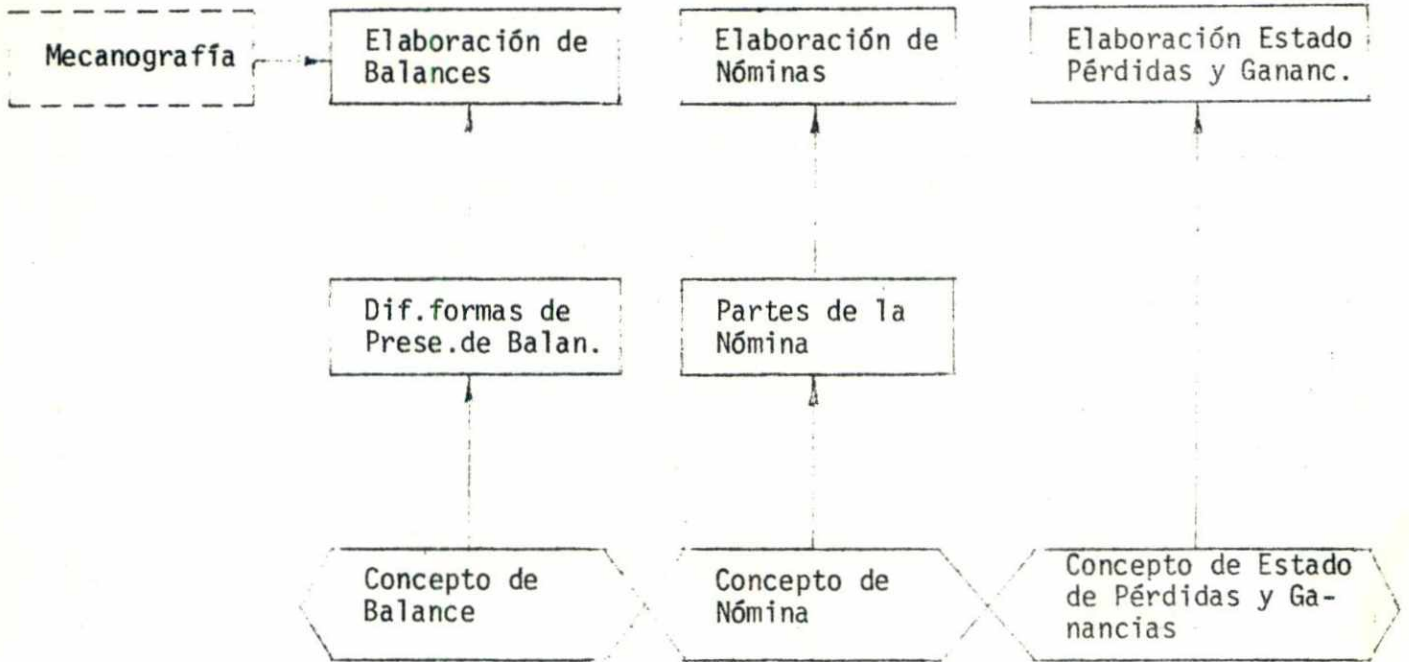 Mecanografía
Elaboración de
Balances
Elaboración de
Nóminas
Elaboración Estado
Pérdidas y Gananc.
Dif.formas de
Prese.de Balan.
Partes de la
Nómina
Concepto de
Balance
Concepto de
Nómina
Concepto de Estado
de Pérdidas y Ga-
nancias